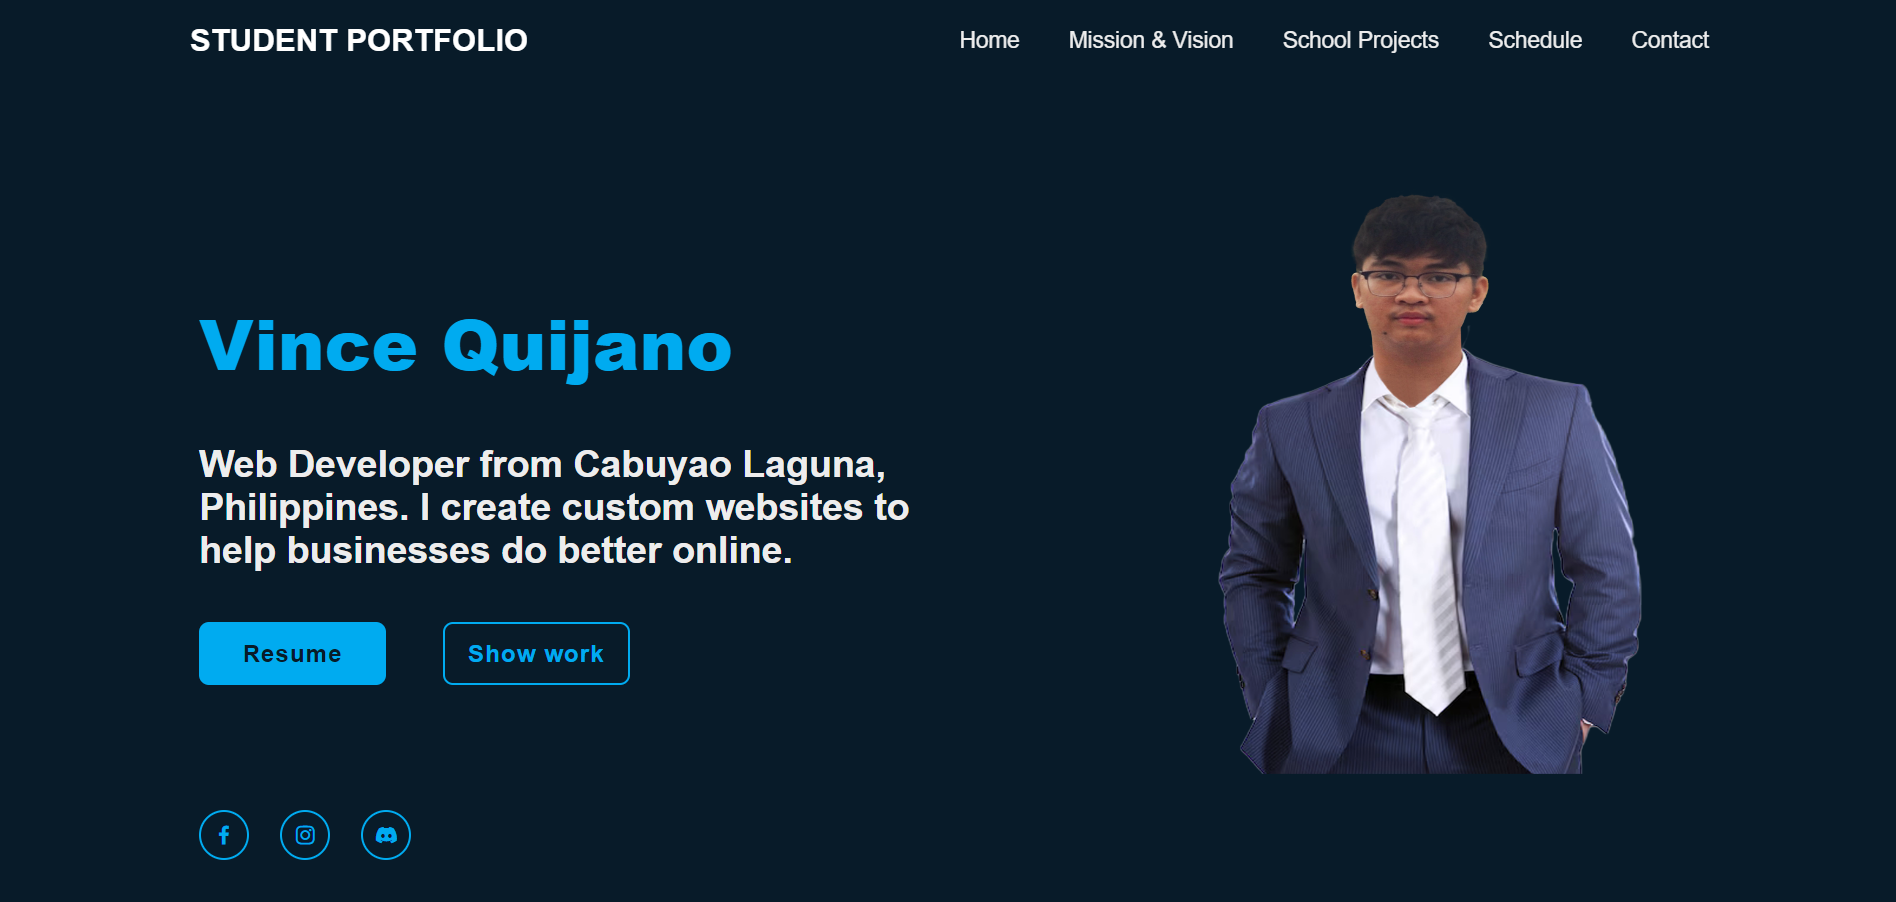 STUDENT PORTFOLIO
Home
Mission & Vision
School Projects
Schedule
Contact
Vince Quijano
Web Developer from Cabuyao Laguna,
Philippines. I create custom websites to
help businesses do better online.
Resume
Show work